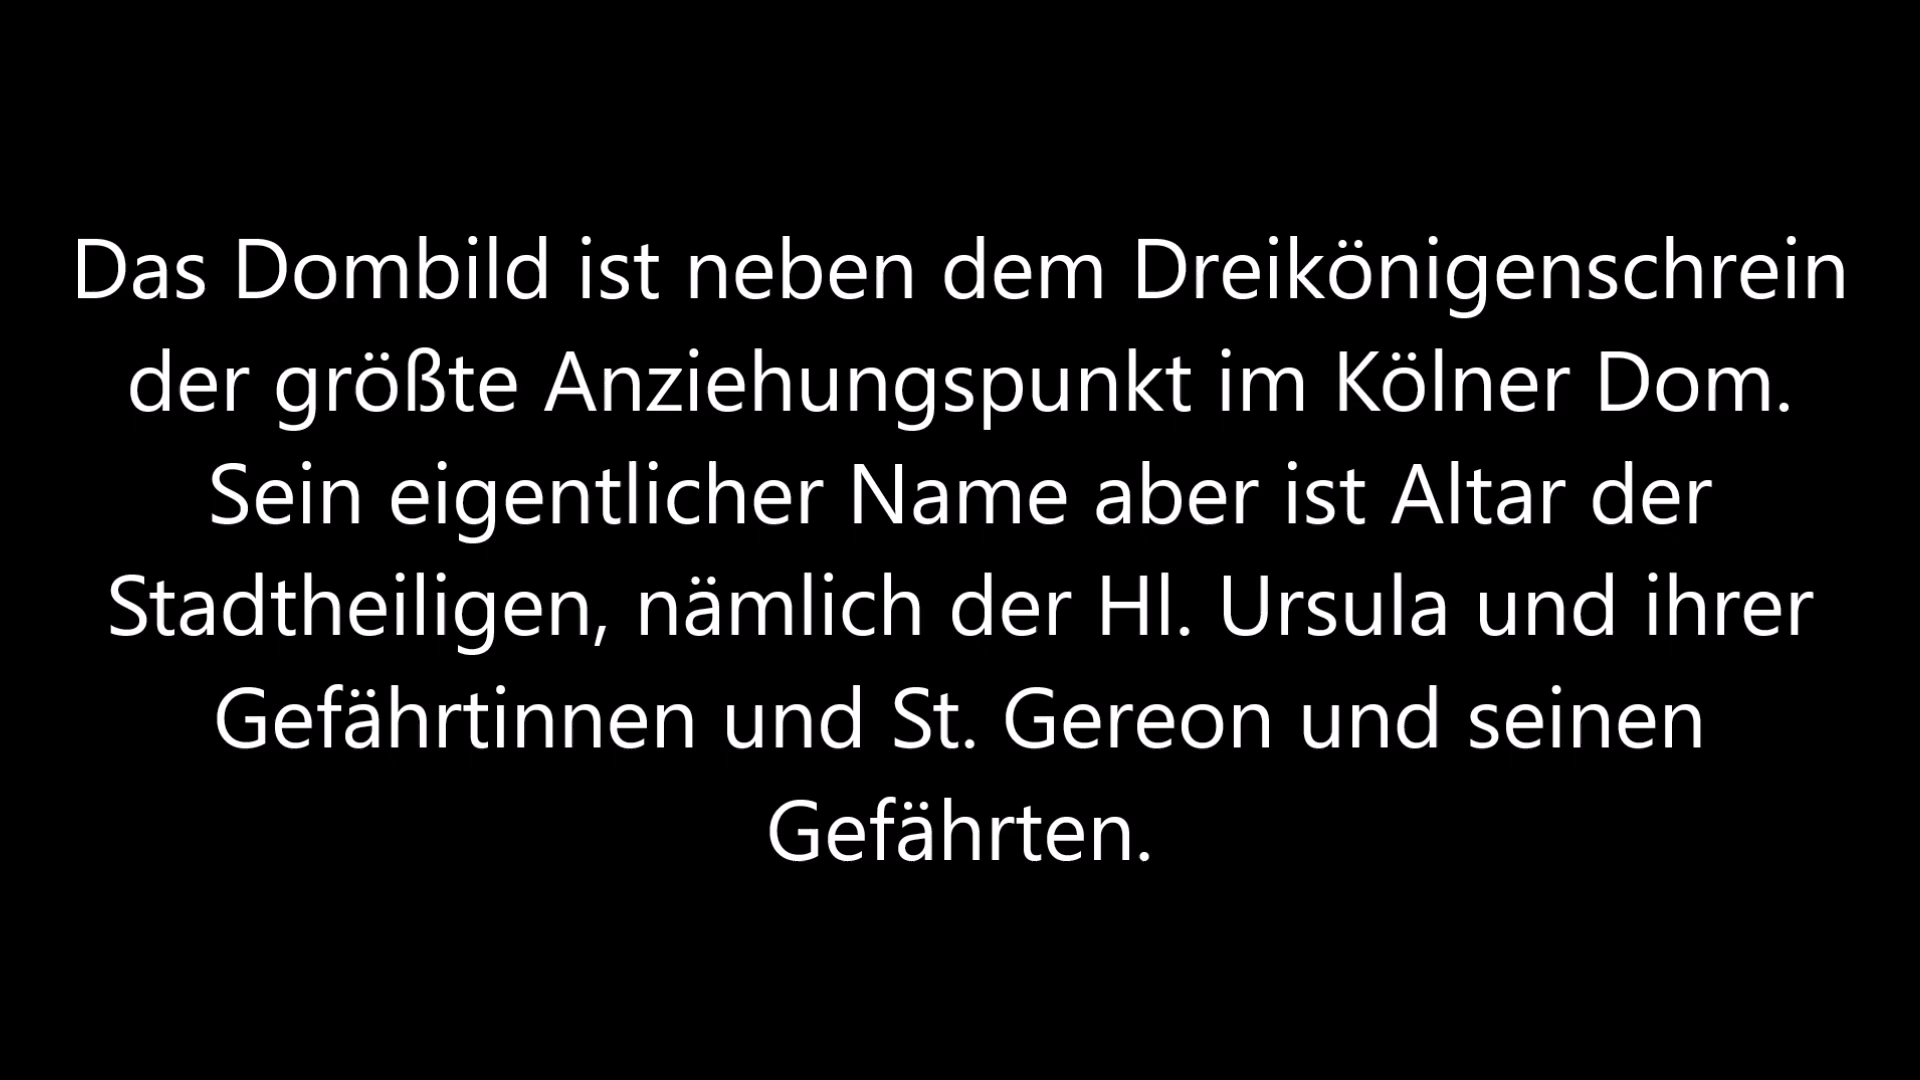 Das Dombild ist neben dem Dreikönigenschrein
der größte Anziehungspunkt im Kölner Dom.
Sein eigentlicher Name aber ist Altar der
Stadtheiligen, nämlich der Hl. Ursula und ihrer
Gefährtinnen und St. Gereon und seinen
Gefährten.